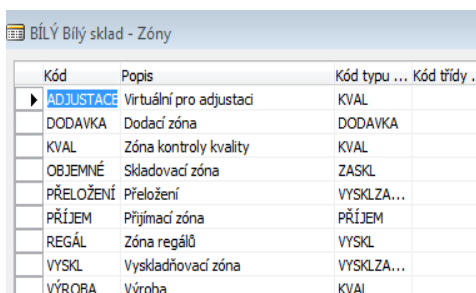 BÍLÝ Bílý sklad - Zóny
Kód Popis Kód typu ... Kód třídy .
ADJUSTACE Virtuální pro adjustaci KVAL
DODAVKA Dodací zóna DODAVKA
KVAL Zóna kontroly kvality KVAL
OBJEMNÉ Skladovací zóna ZASKL
PŘELOŽENÍ Přeložení VYSKLZA...
PŘÍJEM Přijímací zóna PŘÍJEM
REGÁL Zóna regálů VYSKL
VYSKL Vyskladňovací zóna VYSKLZA...
VÝROBA Výroba KVAL